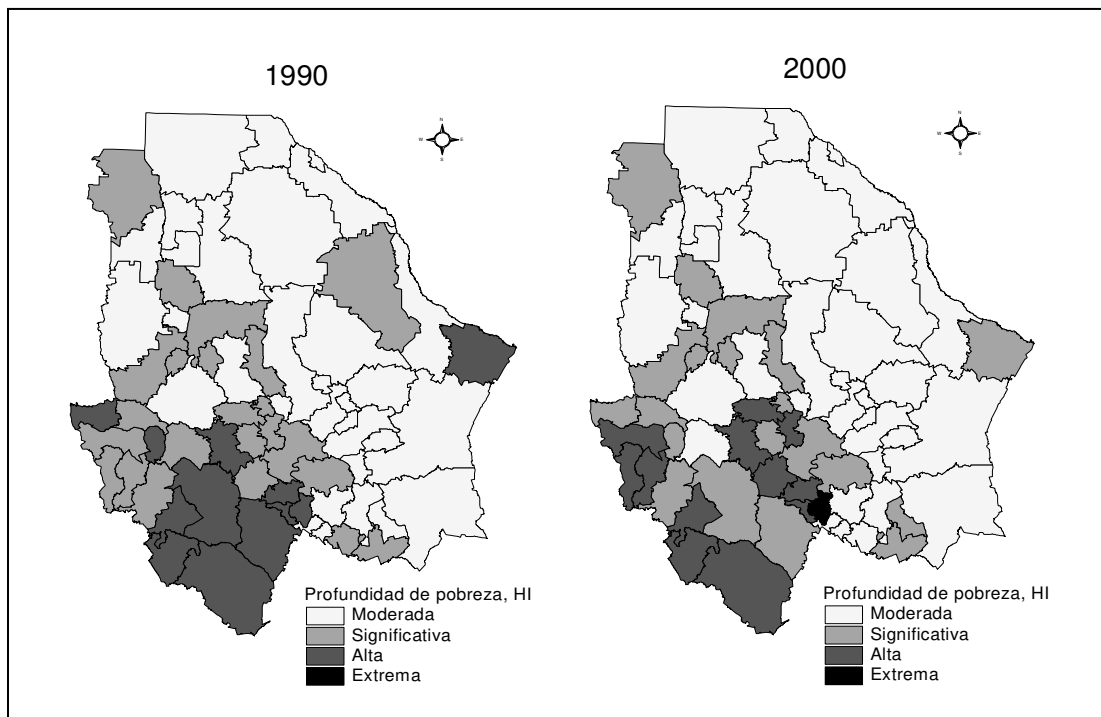 1990
N
W E
S
Profundidad de pobreza, HI
Moderada
Significativa
Alta
Extrema
2000
N
W E
S
Profundidad de pobreza, HI
Moderada
Significativa
Alta
Extrema